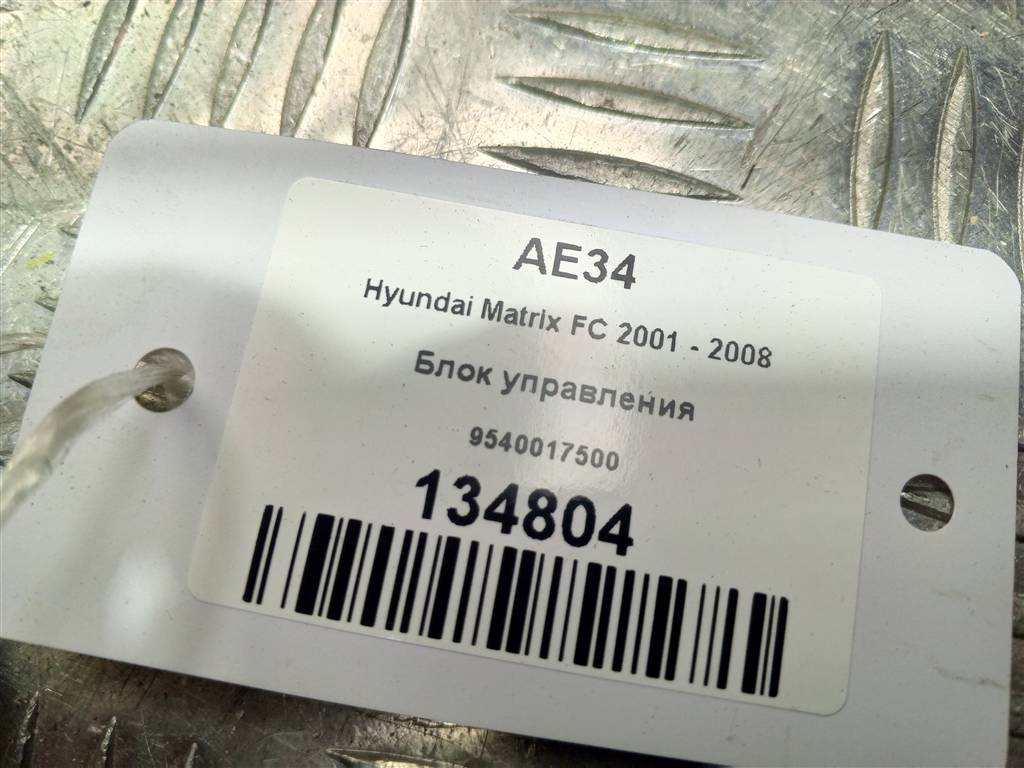 AE34
Hyundai Matrix FC 2001 - 2008
Блок управления
9540017500
134804